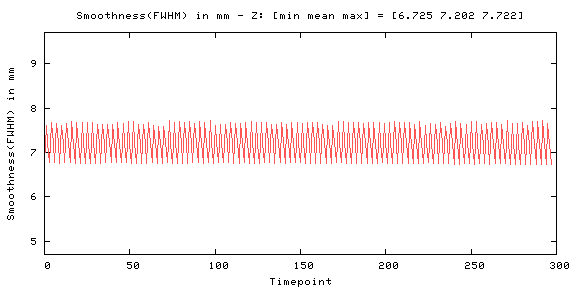 Smoothness(FWHM) in mm - Z: [min mean max] = [6.725 7.202 7.722]
9
8
7
6
5
Smoothness(FWHM) in mm
0 50 100 150 200 250 300
Timepoint